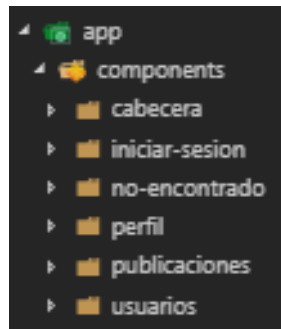 app
components
cabecera
iniciar-sesion
no-encontrado
perfil
publicaciones
usuarios